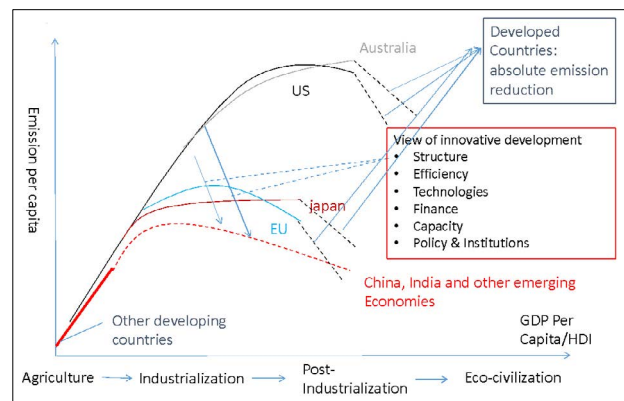 Developed
Countries:
absolute emission
reduction
Australia
US
Emission per capita
View of innovative development
• Structure
• Efficiency
• Technologies
• Finance
• Capacity
• Policy & Institutions
Japan
EU
China, India and other emerging
Economies
Other developing
countries
GDP Per
Capita/HDI
Agriculture
Industrialization
Post-
Industrialization
Eco-civilization